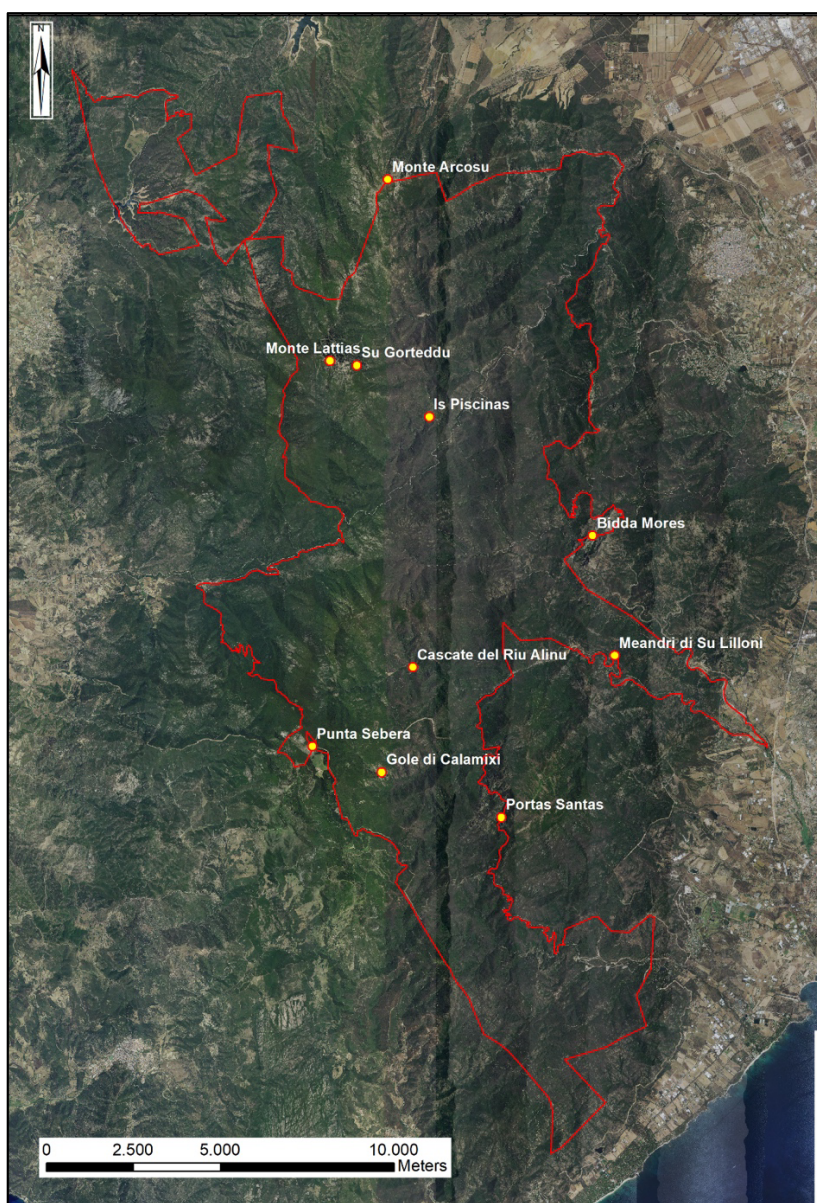 N
Monte Arcosu
Monte Lattias
Su Gorteddu
Is Piscinas
Bidda Mores
Meandri di Su Lilloni
Cascate del Riu Alinu
Punta Sebera
Gole di Calamixi
Portas Santas
0 2.500 5.000 10.000
Meters